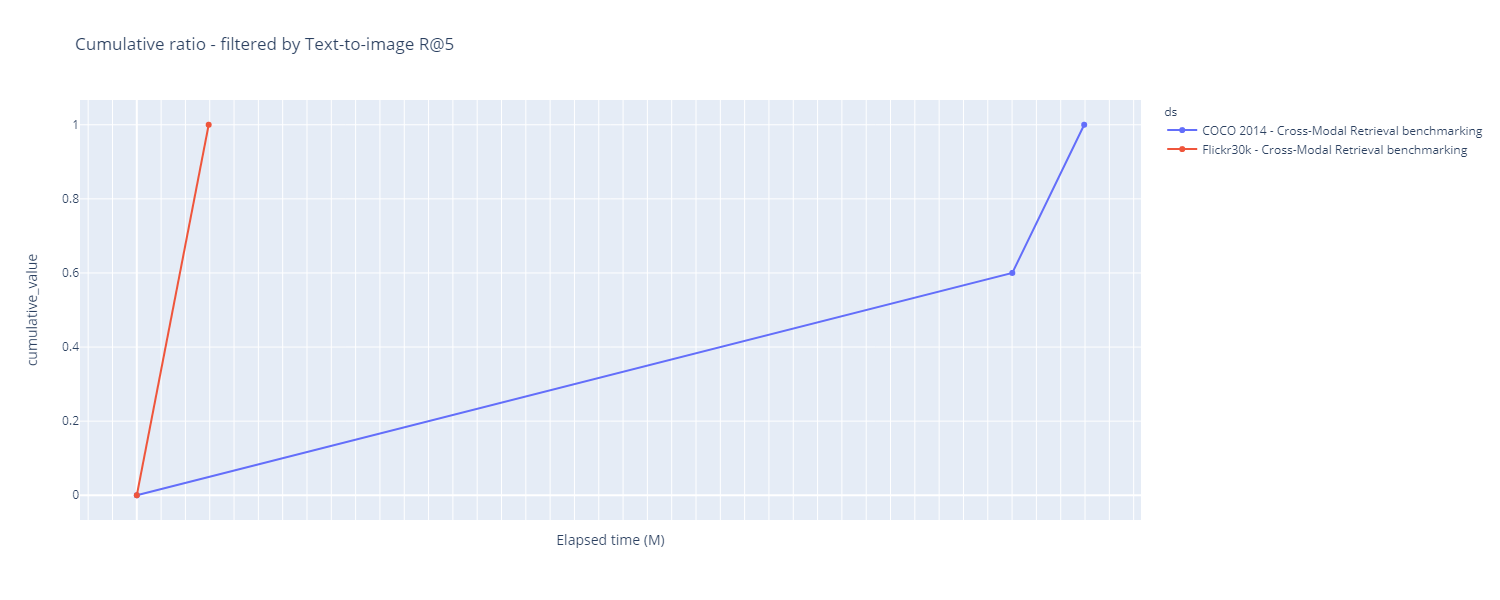 Cumulative ratio - filtered by Text-to-image R@5
ds
COCO 2014 - Cross-Modal Retrieval benchmarking
Flickr30k - Cross-Modal Retrieval benchmarking
1
0.8
0.6
0.4
0.2
0
cumulative_value
Elapsed time (M)